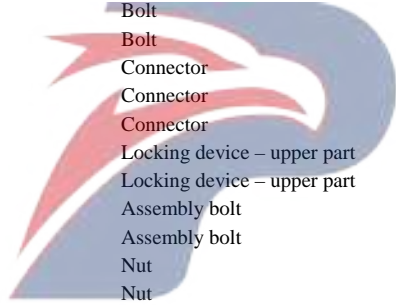 Bolt
Bolt
Connector
Connector
Connector
Locking device – upper part
Locking device – upper part
Assembly bolt
Assembly bolt
Nut
Nut